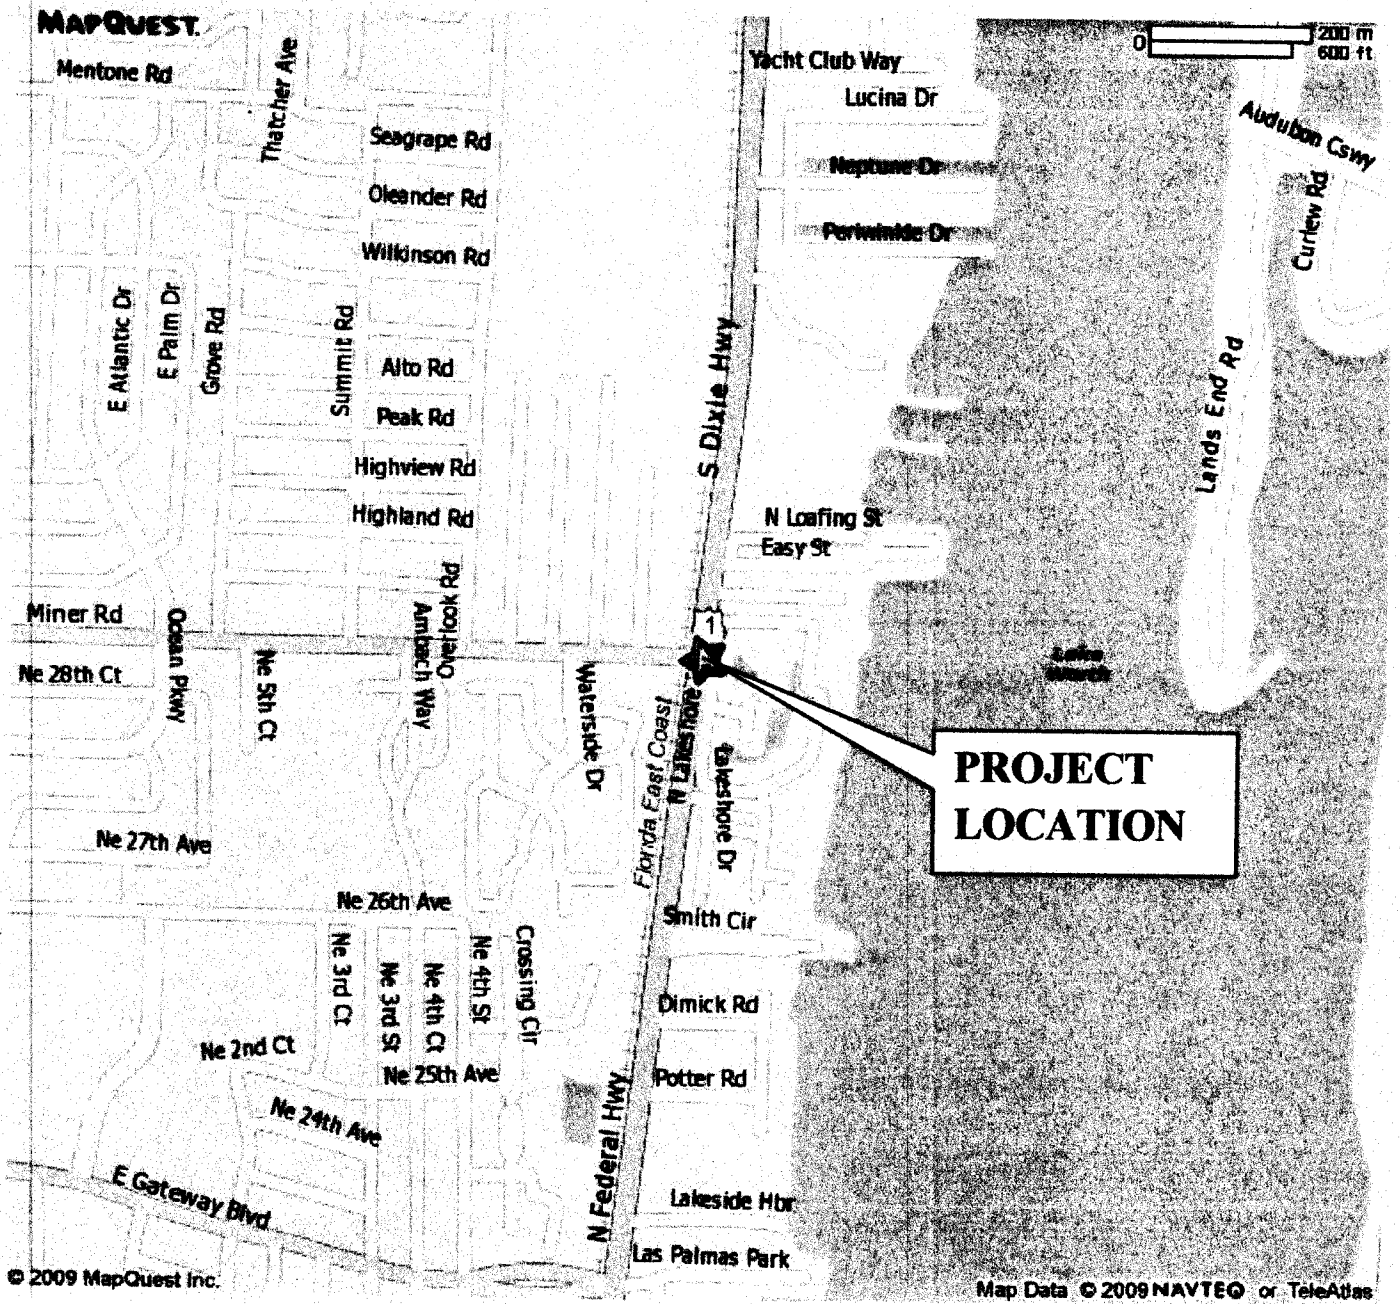 MAPQUEST.
200 m
0
600 ft
Mentone Rd
Thatcher Ave
Yacht Club Way
Lucina Dr
Audubon Cswy
Seagrape Rd
Neptune Dr
Oleander Rd
Curlew Rd
Periwinkle Dr
Wilkinson Rd
E Atlantic Dr
E Palm Dr
Grove Rd
Summit Rd
S Dixie Hwy
Alto Rd
Lands End Rd
Peak Rd
Highview Rd
Highland Rd
N Loafing St
Easy St
Overlook Rd
Miner Rd
Ocean Pkwy
Ambach Way
1
Ne 28th Ct
Ne 5th Ct
Waterside Dr
Lake
Worth
Florida East Coast
N Lakeshore
Lakeshore Dr
PROJECT
LOCATION
Ne 27th Ave
Ne 26th Ave
Smith Cir
Ne 3rd Ct
Ne 3rd St
Ne 4th Ct
Ne 4th St
Crossing Cir
Dimick Rd
Ne 2nd Ct
Ne 25th Ave
Potter Rd
Ne 24th Ave
N Federal Hwy
E Gateway Blvd
Lakeside Hbr
Las Palmas Park
© 2009 MapQuest Inc.
Map Data © 2009 NAVTEQ or TeleAtlas